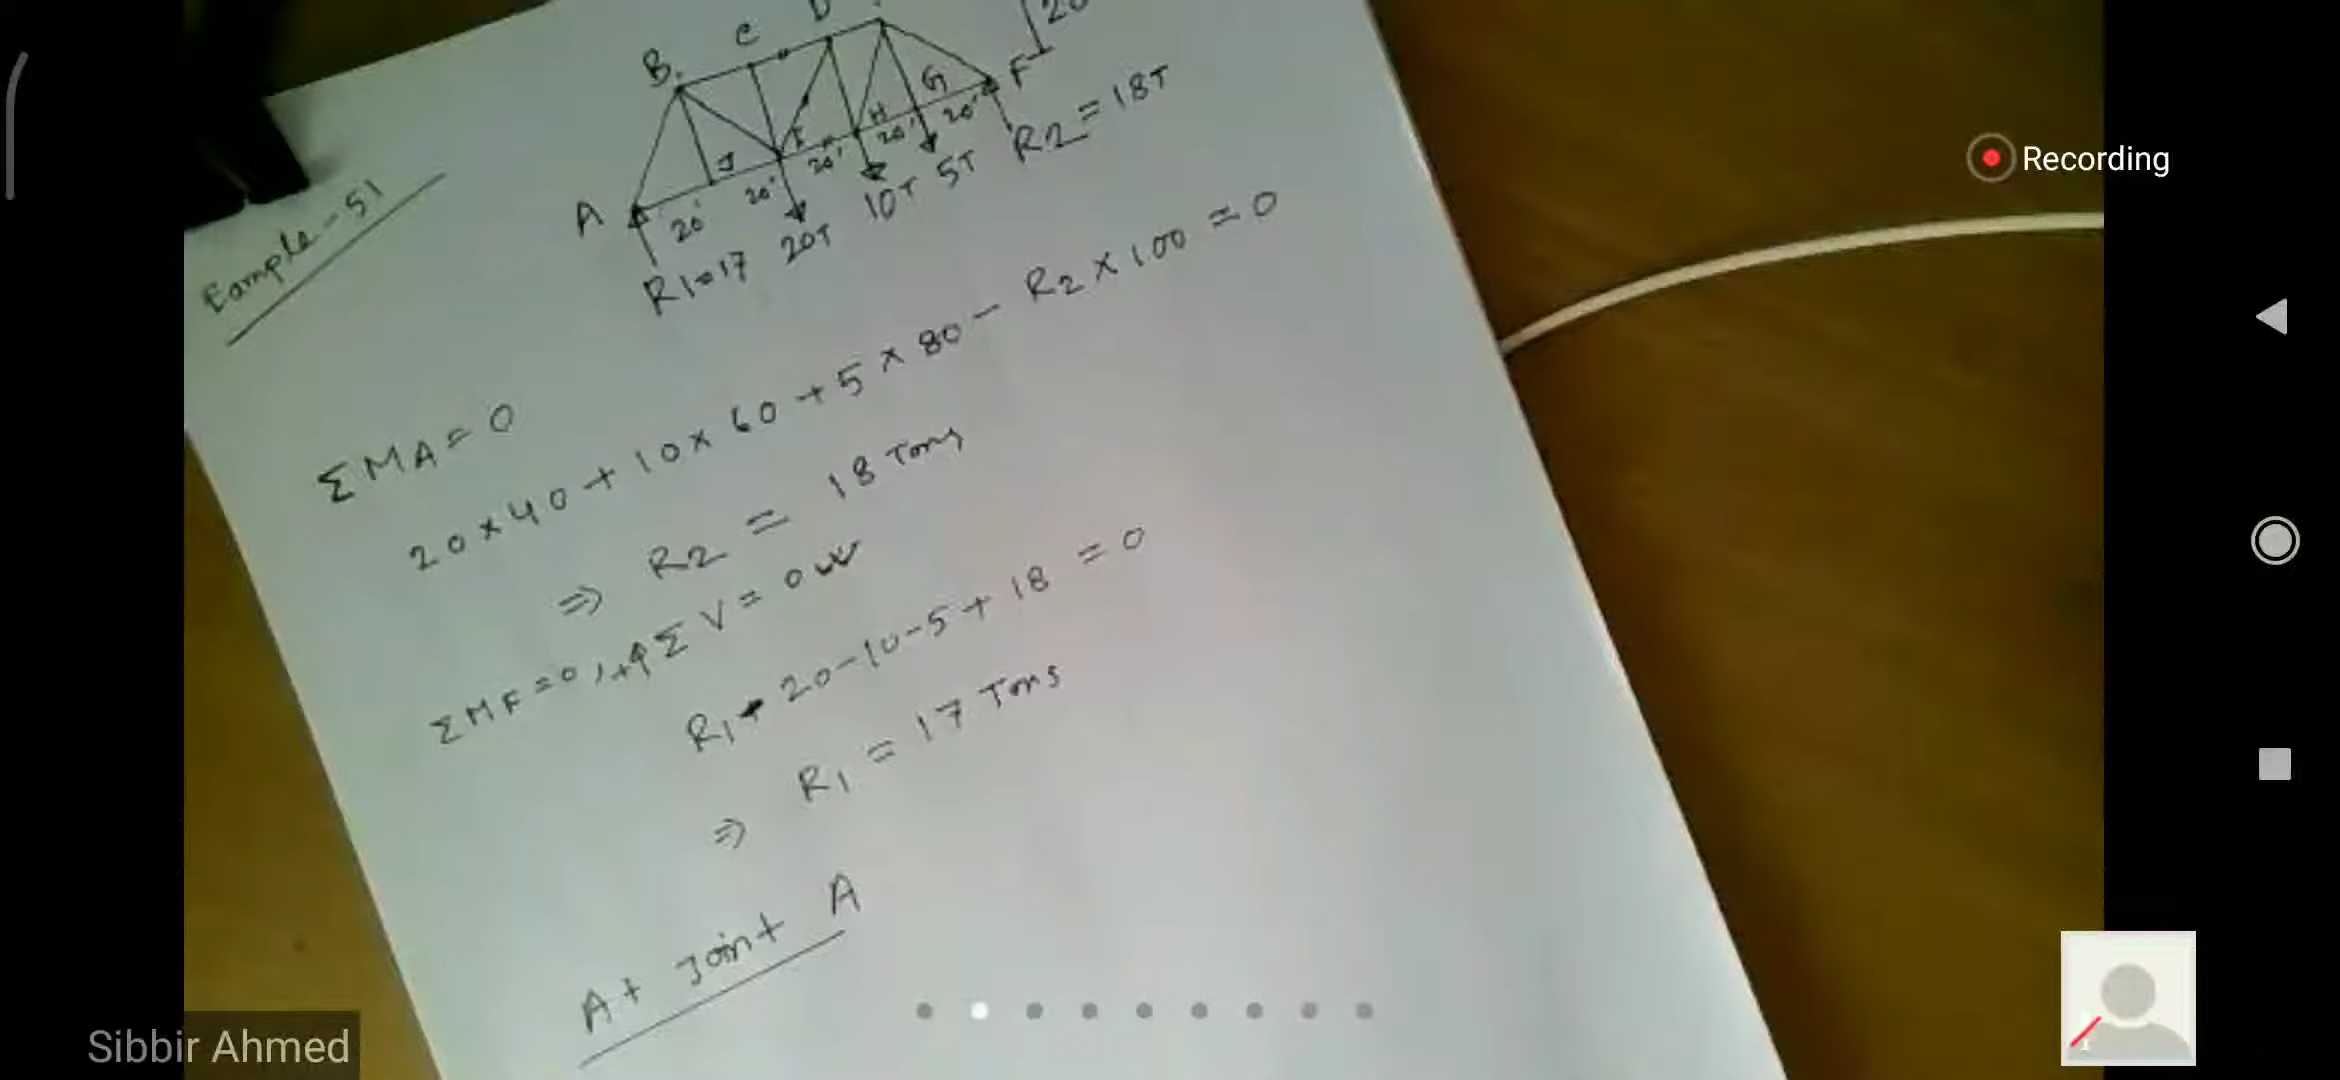 Example-51
B C D
20
A J I H G F
20' 20' 20' 20' 20'
R1=17 20T 10T 5T R2=18T
ΣMA=0
20×40+10×60+5×80-R2×100=0
⇒ R2 = 18 Tons
ΣMF=0, +↑ΣV=0
R1-20-10-5+18=0
⇒ R1 = 17 Tons
At Joint A
Recording
Sibbir Ahmed